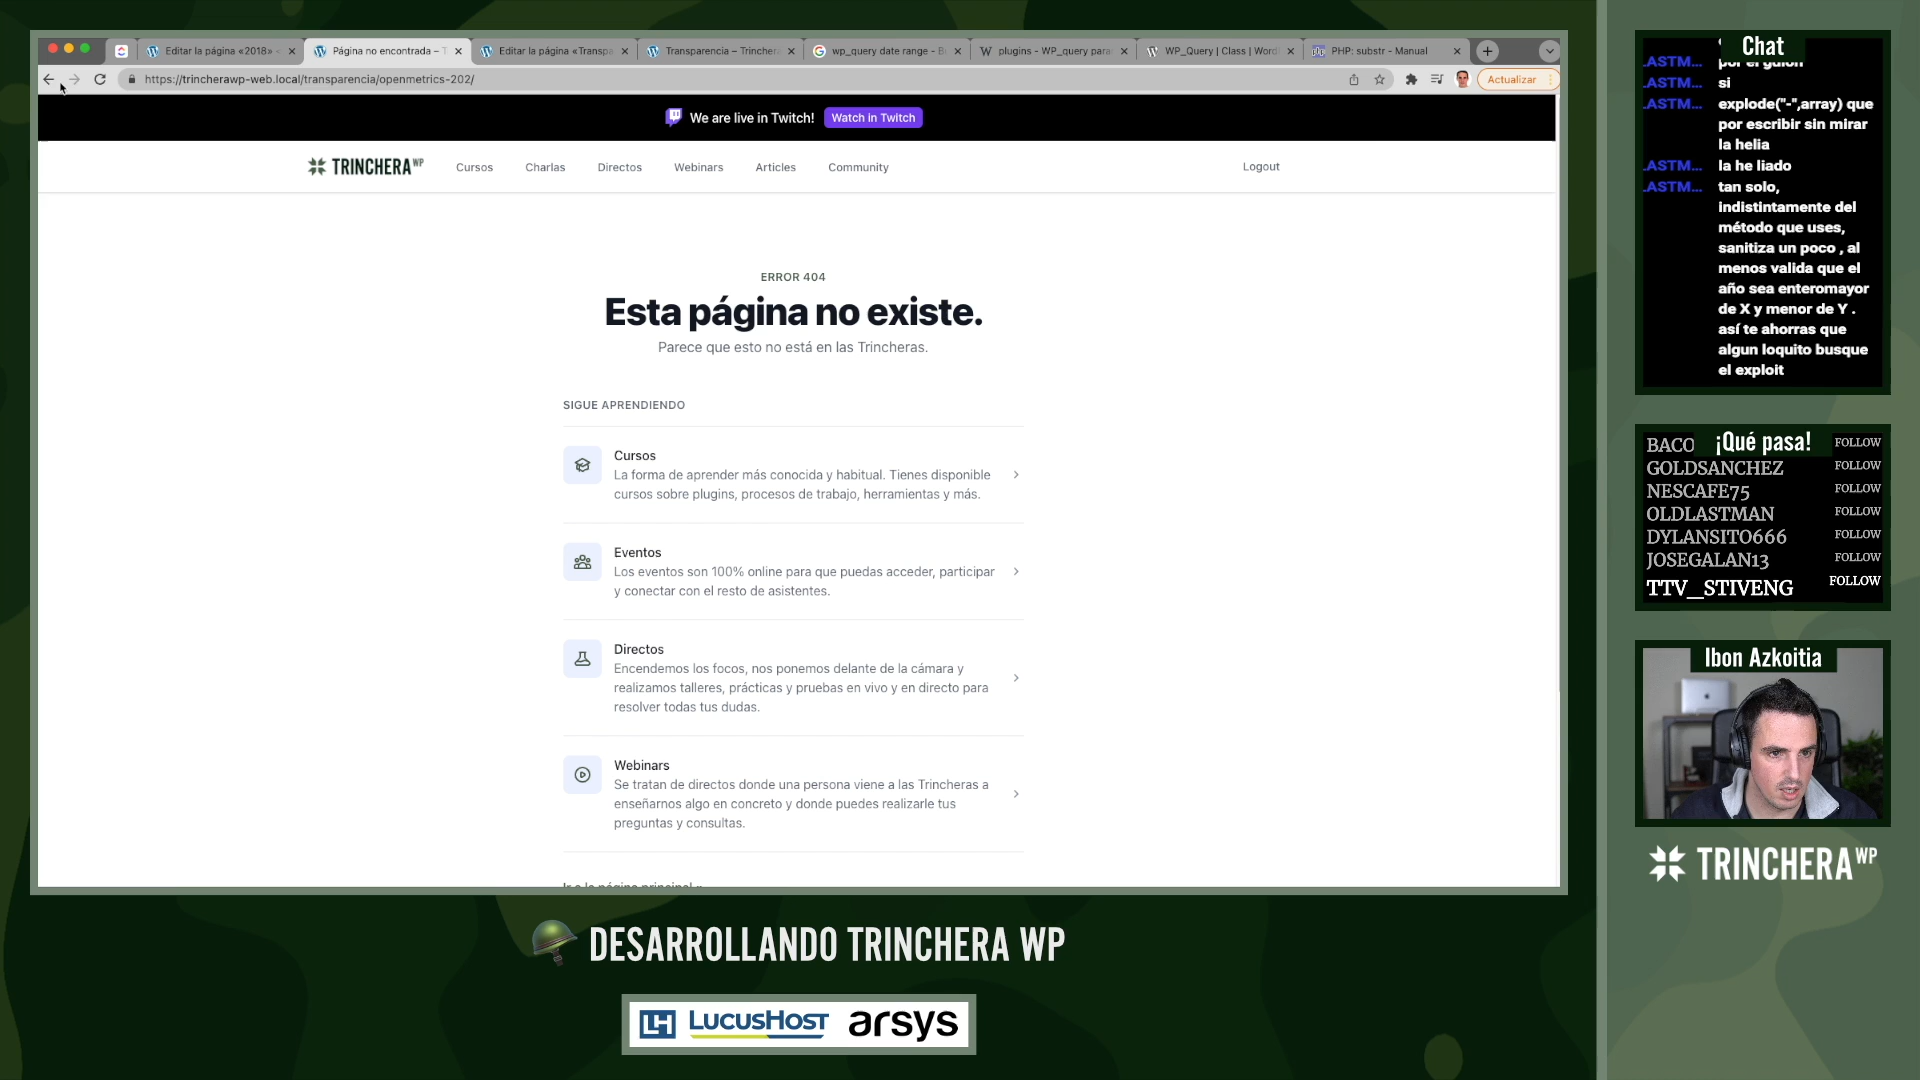 Editar la página «2018»
Página no encontrada –
Editar la página «Transpa
Transparencia – Trincher
wp_query date range - B
plugins - WP_query para
WP_Query | Class | Word
PHP: substr - Manual
https://trincherawp-web.local/transparencia/openmetrics-202/
Actualizar
We are live in Twitch! Watch in Twitch
TRINCHERA WP
Cursos
Charlas
Directos
Webinars
Articles
Community
Logout
ERROR 404
Esta página no existe.
Parece que esto no está en las Trincheras.
SIGUE APRENDIENDO
Cursos
La forma de aprender más conocida y habitual. Tienes disponible
cursos sobre plugins, procesos de trabajo, herramientas y más.
Eventos
Los eventos son 100% online para que puedas acceder, participar
y conectar con el resto de asistentes.
Directos
Encendemos los focos, nos ponemos delante de la cámara y
realizamos talleres, prácticas y pruebas en vivo y en directo para
resolver todas tus dudas.
Webinars
Se tratan de directos donde una persona viene a las Trincheras a
enseñarnos algo en concreto y donde puedes realizarle tus
preguntas y consultas.
Ir a la página principal
Chat
.ASTM... por el guion
.ASTM... si
.ASTM... explode("-",array) que
por escribir sin mirar
la helia
.ASTM... la he liado
.ASTM... tan solo,
indistintamente del
método que uses,
sanitiza un poco , al
menos valida que el
año sea enteromayor
de X y menor de Y .
así te ahorras que
algun loquito busque
el exploit
¡Qué pasa!
BACO FOLLOW
GOLDSANCHEZ FOLLOW
NESCAFE75 FOLLOW
OLDLASTMAN FOLLOW
DYLANSITO666 FOLLOW
JOSEGALAN13 FOLLOW
TTV_STIVENG FOLLOW
Ibon Azkoitia
TRINCHERA WP
DESARROLLANDO TRINCHERA WP
LH LUCUSHOST arsys